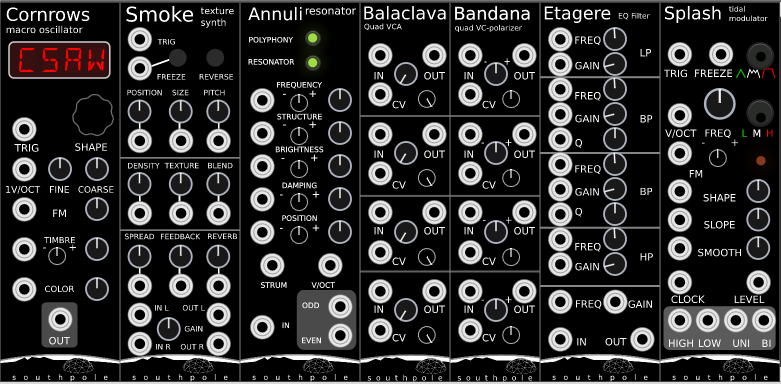 Cornrows
macro oscillator
CSAW
TRIG
SHAPE
1V/OCT FINE COARSE
FM
TIMBRE
- +
COLOR
OUT
southpole
Smoke texture
synth
TRIG
FREEZE REVERSE
POSITION SIZE PITCH
DENSITY TEXTURE BLEND
SPREAD FEEDBACK REVERB
IN L OUT L
GAIN
IN R OUT R
southpole
Annuli resonator
POLYPHONY
RESONATOR
FREQUENCY
- +
STRUCTURE
- +
BRIGHTNESS
- +
DAMPING
- +
POSITION
- +
STRUM V/OCT
ODD
IN
EVEN
southpole
Balaclava
Quad VCA
IN OUT
CV
IN OUT
CV
IN OUT
CV
IN OUT
CV
southpole
Bandana
quad VC-polarizer
- +
IN OUT
CV
- +
IN OUT
CV
- +
IN OUT
CV
- +
IN OUT
CV
southpole
Etagere EQ Filter
FREQ
LP
GAIN
FREQ
GAIN BP
Q
FREQ
GAIN BP
Q
FREQ
HP
GAIN
FREQ GAIN
IN OUT
southpole
Splash tidal
modulator
TRIG FREEZE
V/OCT FREQ L M H
- +
FM
SHAPE
SLOPE
SMOOTH
CLOCK LEVEL
HIGH LOW UNI BI
southpole